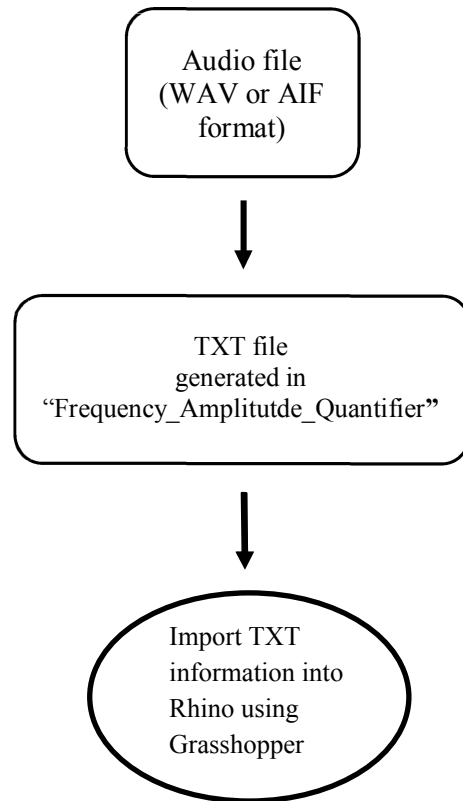 Audio file
(WAV or AIF
format)
TXT file
generated in
“Frequency_Amplitutde_Quantifier”
Import TXT
information into
Rhino using
Grasshopper